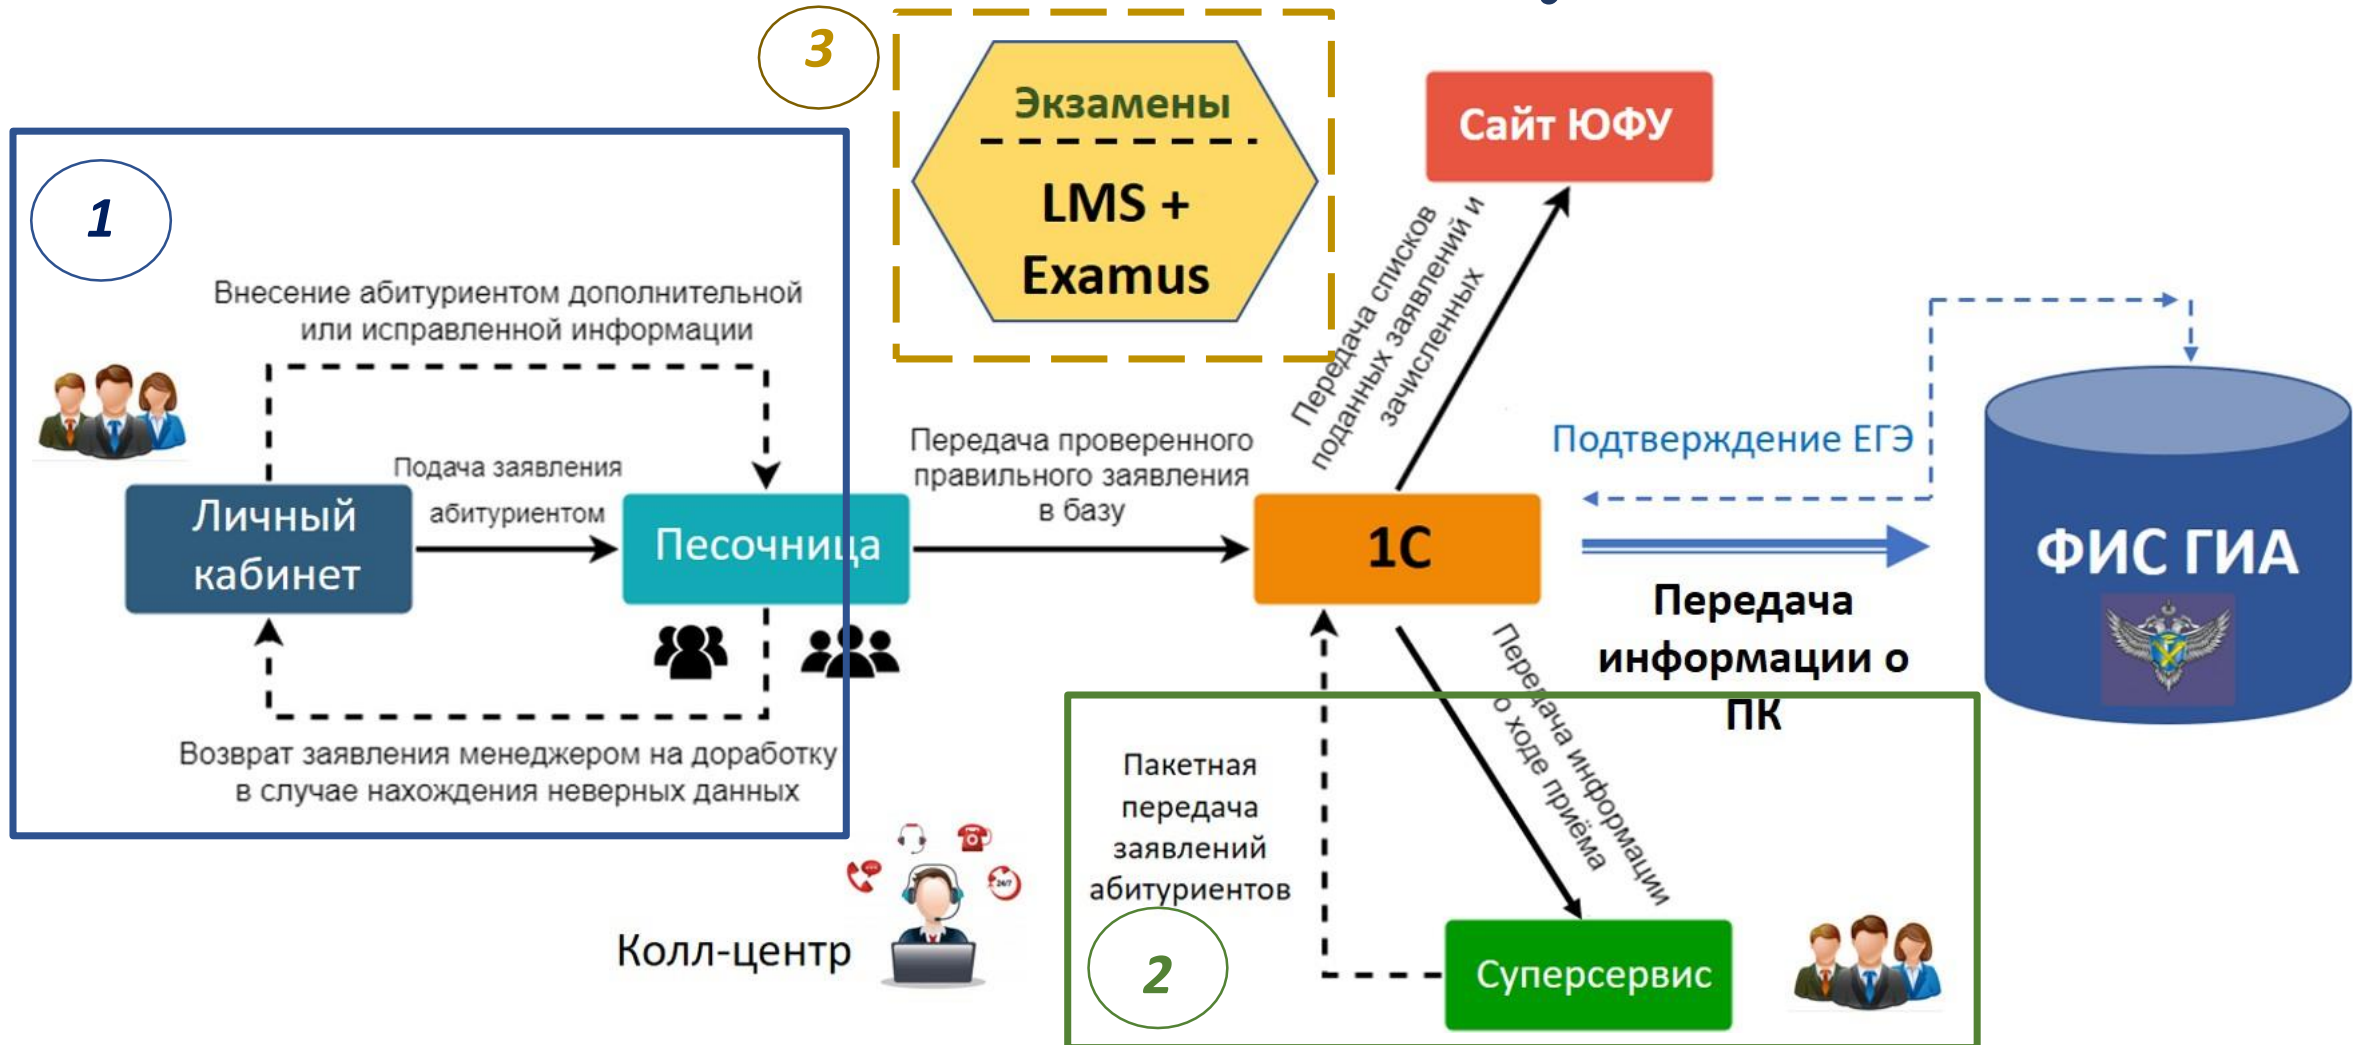 3
Экзамены
LMS +
Examus
Сайт ЮФУ
1
Внесение абитуриентом дополнительной
или исправленной информации
Подача заявления
абитуриентом
Личный
кабинет
Песочница
Возврат заявления менеджером на доработку
в случае нахождения неверных данных
Передача проверенного
правильного заявления
в базу
1С
Передача списков
поданных заявлений и
зачисленных
Подтверждение ЕГЭ
ФИС ГИА
Передача
информации о
ПК
Передача информации
о ходе приёма
Пакетная
передача
заявлений
абитуриентов
2
Суперсервис
Колл-центр
24/7